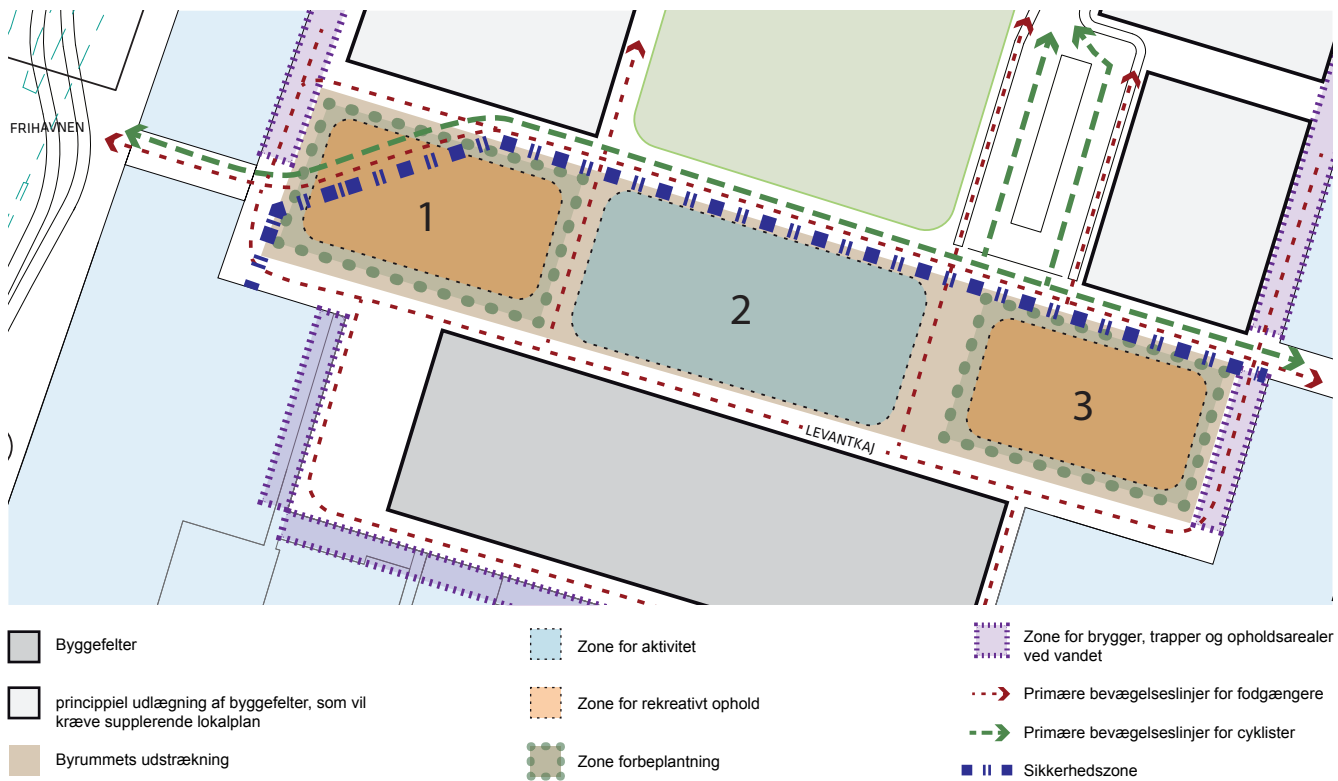 FRIHAVNEN
1
2
3
LEVANTKAJ
)
Byggefelter
princippiel udlægning af byggefelter, som vil
kræve supplerende lokalplan
Byrummets udstrækning
Zone for aktivitet
Zone for rekreativt ophold
Zone forbeplantning
Zone for brygger, trapper og opholdsarealer
ved vandet
Primære bevægelseslinjer for fodgængere
Primære bevægelseslinjer for cyklister
Sikkerhedszone